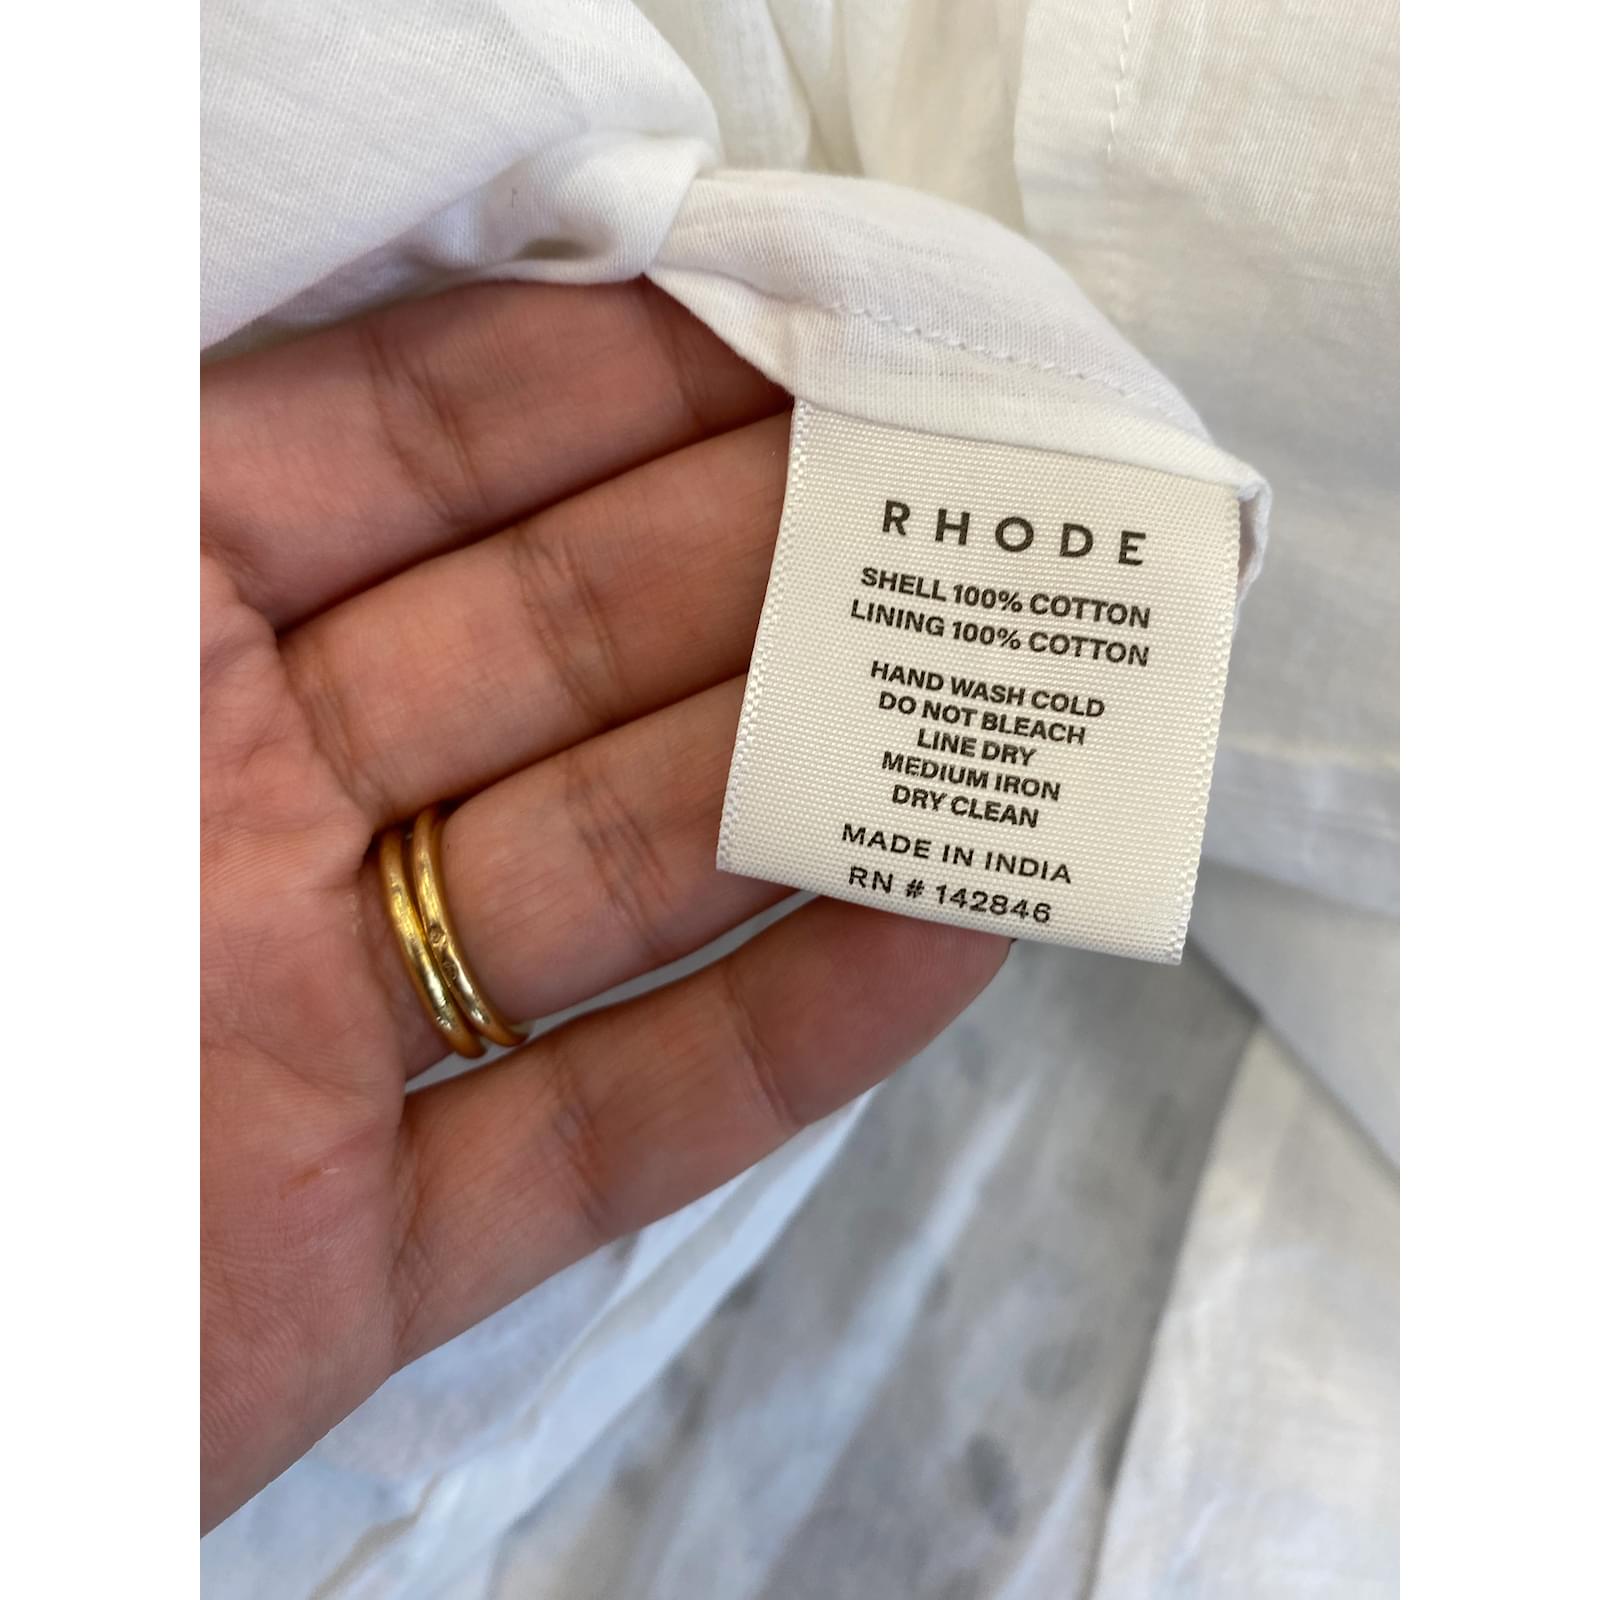 RHODE
SHELL 100% COTTON
LINING 100% COTTON
HAND WASH COLD
DO NOT BLEACH
LINE DRY
MEDIUM IRON
DRY CLEAN
MADE IN INDIA
RN # 142846